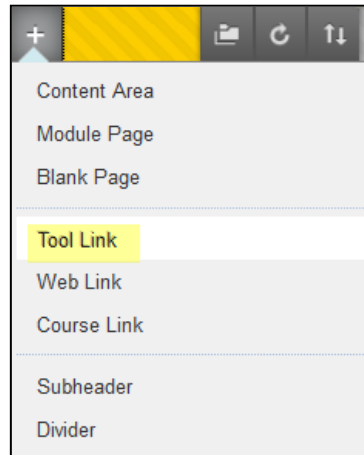 +
Content Area
Module Page
Blank Page
Tool Link
Web Link
Course Link
Subheader
Divider